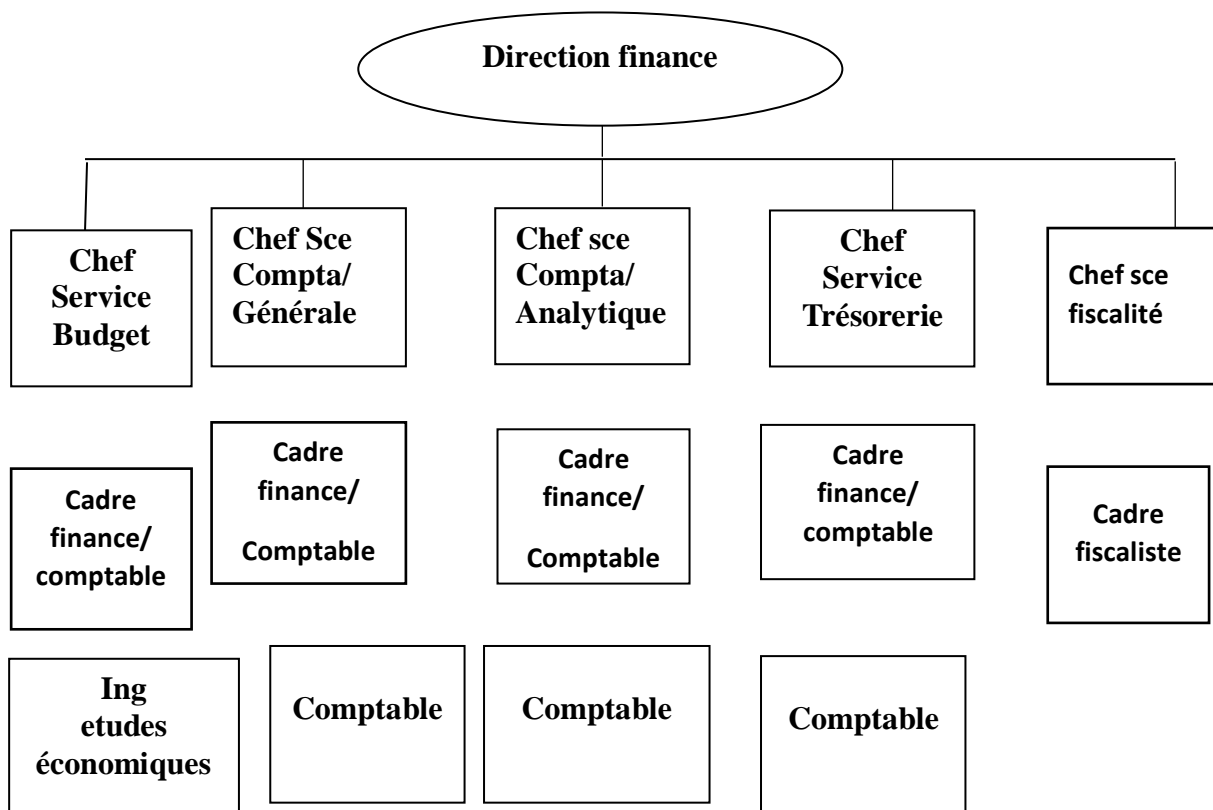 Direction finance
Chef
Service
Budget
Chef Sce
Compta/
Générale
Chef sce
Compta/
Analytique
Chef
Service
Trésorerie
Chef sce
fiscalité
Cadre
finance/
comptable
Cadre
finance/
Comptable
Cadre
finance/
Comptable
Cadre
finance/
comptable
Cadre
fiscaliste
Ing
etudes
économiques
Comptable
Comptable
Comptable